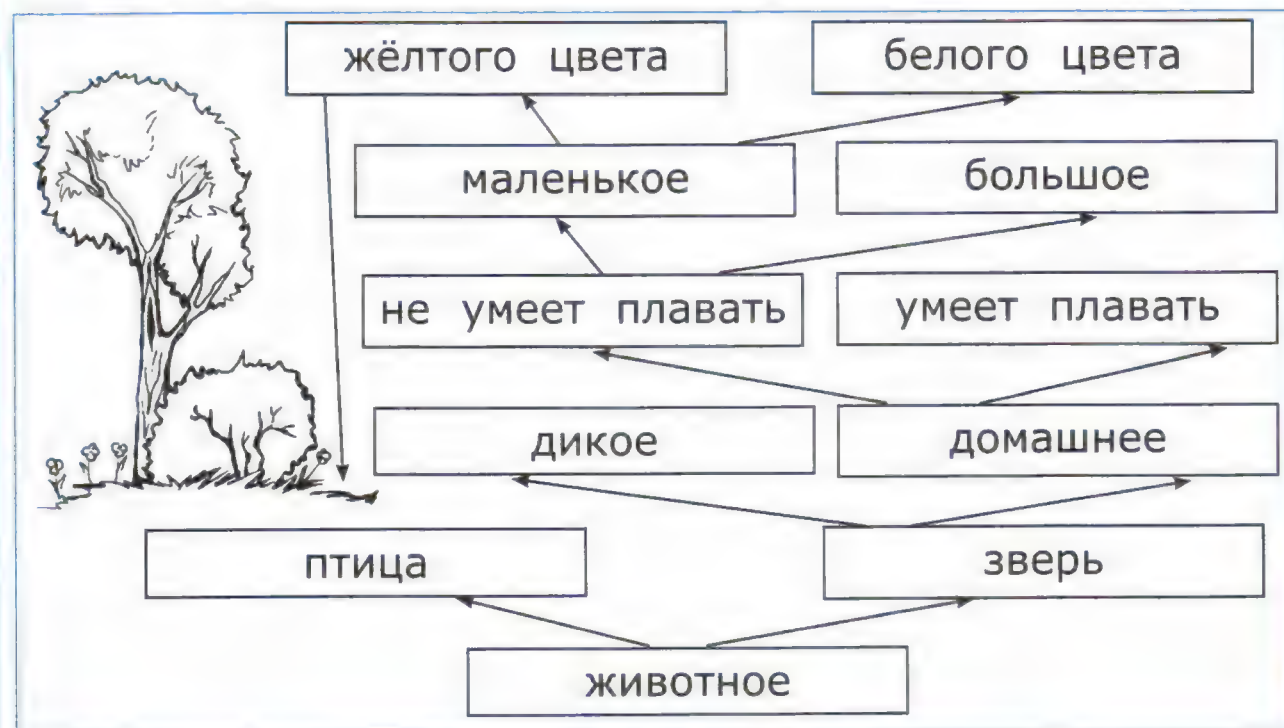 жёлтого цвета
белого цвета
маленькое
большое
не умеет плавать
умеет плавать
дикое
домашнее
птица
зверь
животное